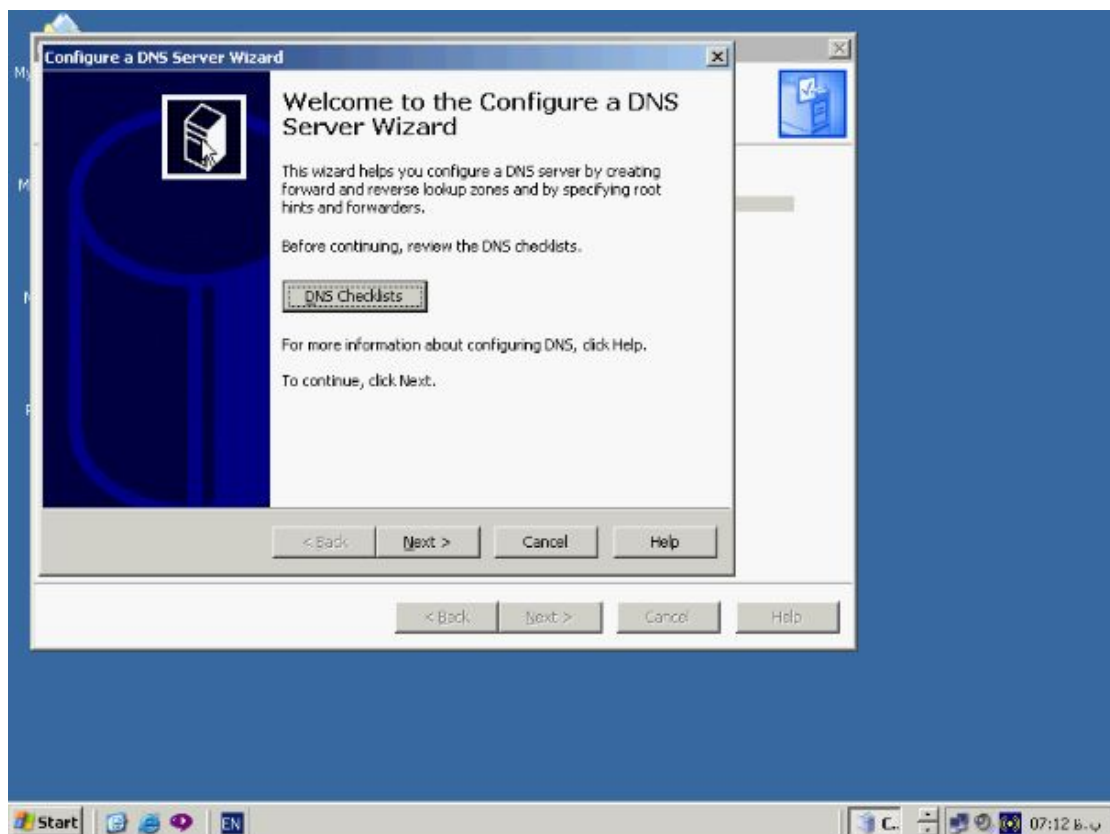 Configure a DNS Server Wizard
Welcome to the Configure a DNS
Server Wizard
This wizard helps you configure a DNS server by creating
forward and reverse lookup zones and by specifying root
hints and forwarders.
Before continuing, review the DNS checklists.
DNS Checklists
For more information about configuring DNS, click Help.
To continue, click Next.
< Back
Next >
Cancel
Help
< Back
Next >
Cancel
Help
Start
EN
C..
07:12 ب.ظ